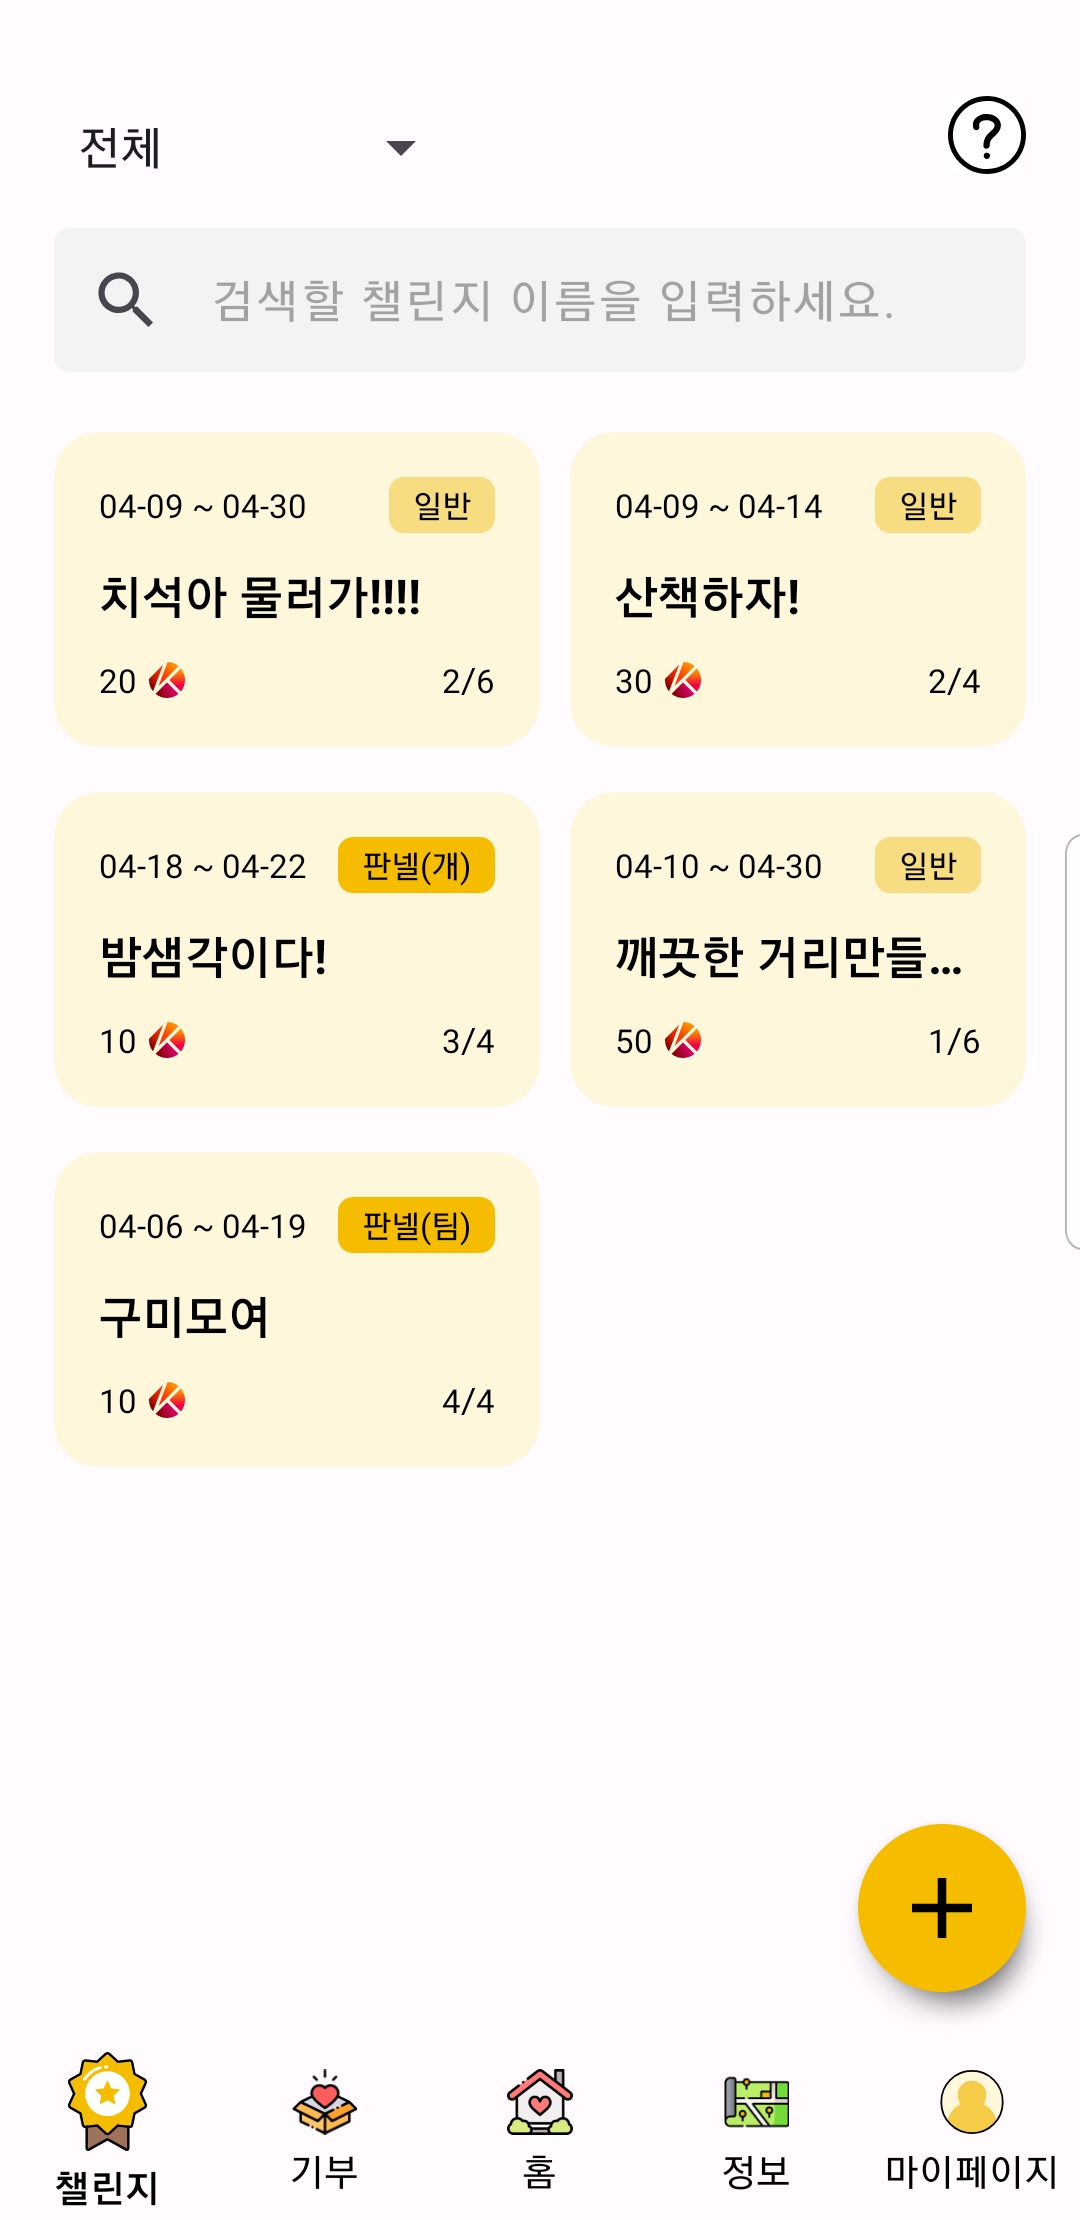 전체
검색할 챌린지 이름을 입력하세요.
04-09 ~ 04-30 일반
치석아 물러가!!!!
20 2/6
04-09 ~ 04-14 일반
산책하자!
30 2/4
04-18 ~ 04-22 판넬(개)
밤샘각이다!
10 3/4
04-10 ~ 04-30 일반
깨끗한 거리만들...
50 1/6
04-06 ~ 04-19 판넬(팀)
구미모여
10 4/4
챌린지
기부
홈
정보
마이페이지